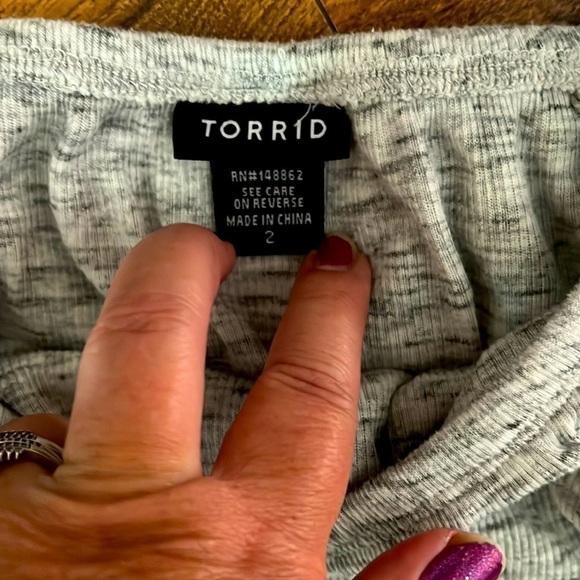 TORRID
RN#148862
SEE CARE
ON REVERSE
MADE IN CHINA
2